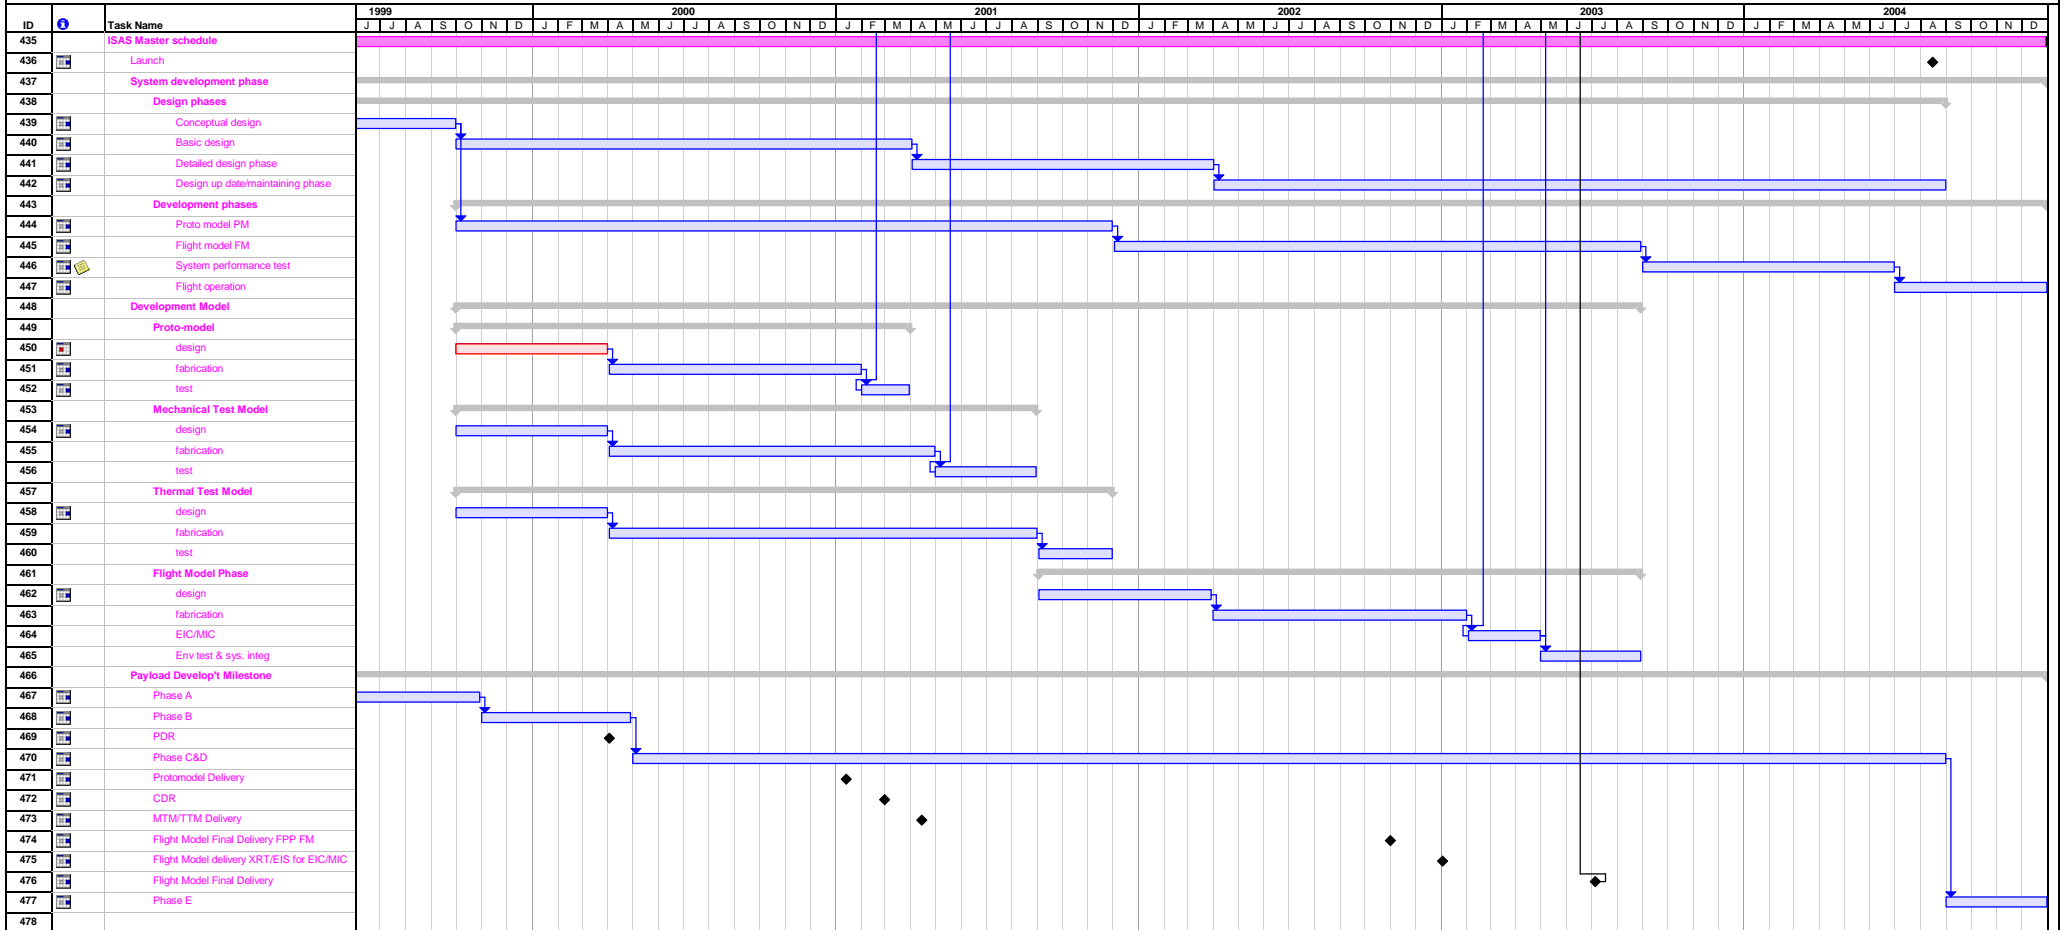 1999 2000 2001 2002 2003 2004
ID Task Name J J A S O N D J F M A M J J A S O N D J F M A M J J A S O N D J F M A M J J A S O N D J F M A M J J A S O N D J F M A M J J A S O N D
435 ISAS Master schedule
436 Launch
437 System development phase
438 Design phases
439 Conceptual design
440 Basic design
441 Detailed design phase
442 Design up date/maintaining phase
443 Development phases
444 Proto model PM
445 Flight model FM
446 System performance test
447 Flight operation
448 Development Model
449 Proto-model
450 design
451 fabrication
452 test
453 Mechanical Test Model
454 design
455 fabrication
456 test
457 Thermal Test Model
458 design
459 fabrication
460 test
461 Flight Model Phase
462 design
463 fabrication
464 EIC/MIC
465 Env test & sys. integ
466 Payload Develop't Milestone
467 Phase A
468 Phase B
469 PDR
470 Phase C&D
471 Protomodel Delivery
472 CDR
473 MTM/TTM Delivery
474 Flight Model Final Delivery FPP FM
475 Flight Model delivery XRT/EIS for EIC/MIC
476 Flight Model Final Delivery
477 Phase E
478